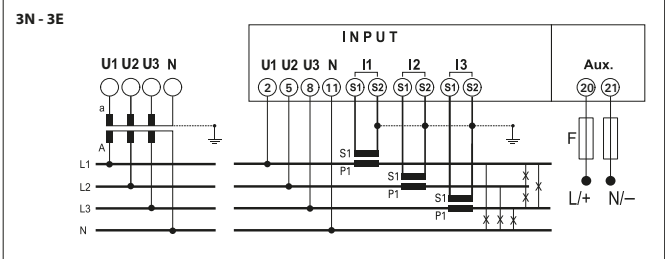 3N - 3E
INPUT
U1 U2 U3 N
U1 U2 U3 N I1 I2 I3
Aux.
2 5 8 11 S1 S2 S1 S2 S1 S2
20 21
a
A
F
S1
L1
P1
S1
L2
P1
S1
L/+ N/–
L3
P1
N